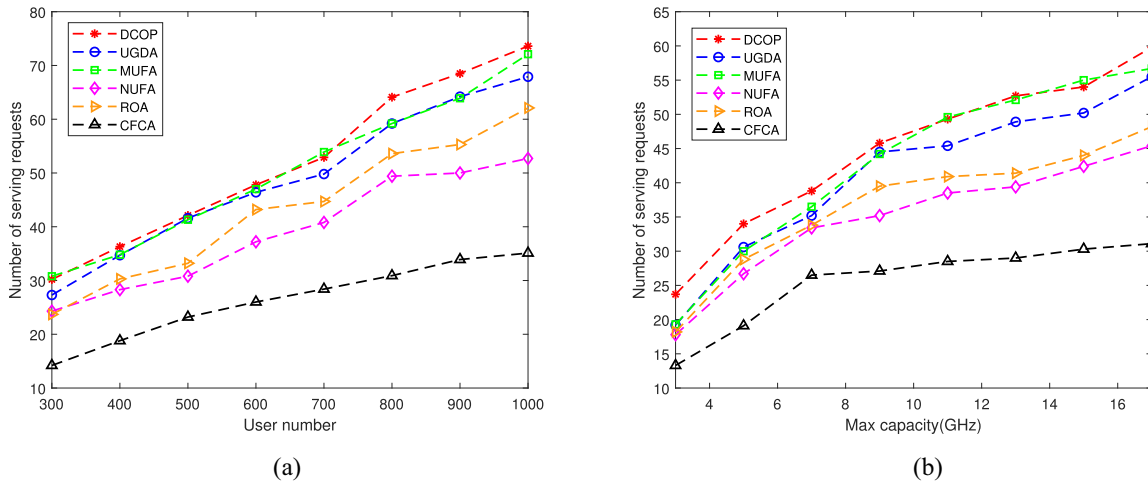 80
70
60
50
40
30
20
10
Number of serving requests
DCOP
UGDA
MUFA
NUFA
ROA
CFCA
300 400 500 600 700 800 900 1000
User number
(a)
65
60
55
50
45
40
35
30
25
20
15
10
Number of serving requests
DCOP
UGDA
MUFA
NUFA
ROA
CFCA
4 6 8 10 12 14 16
Max capacity(GHz)
(b)